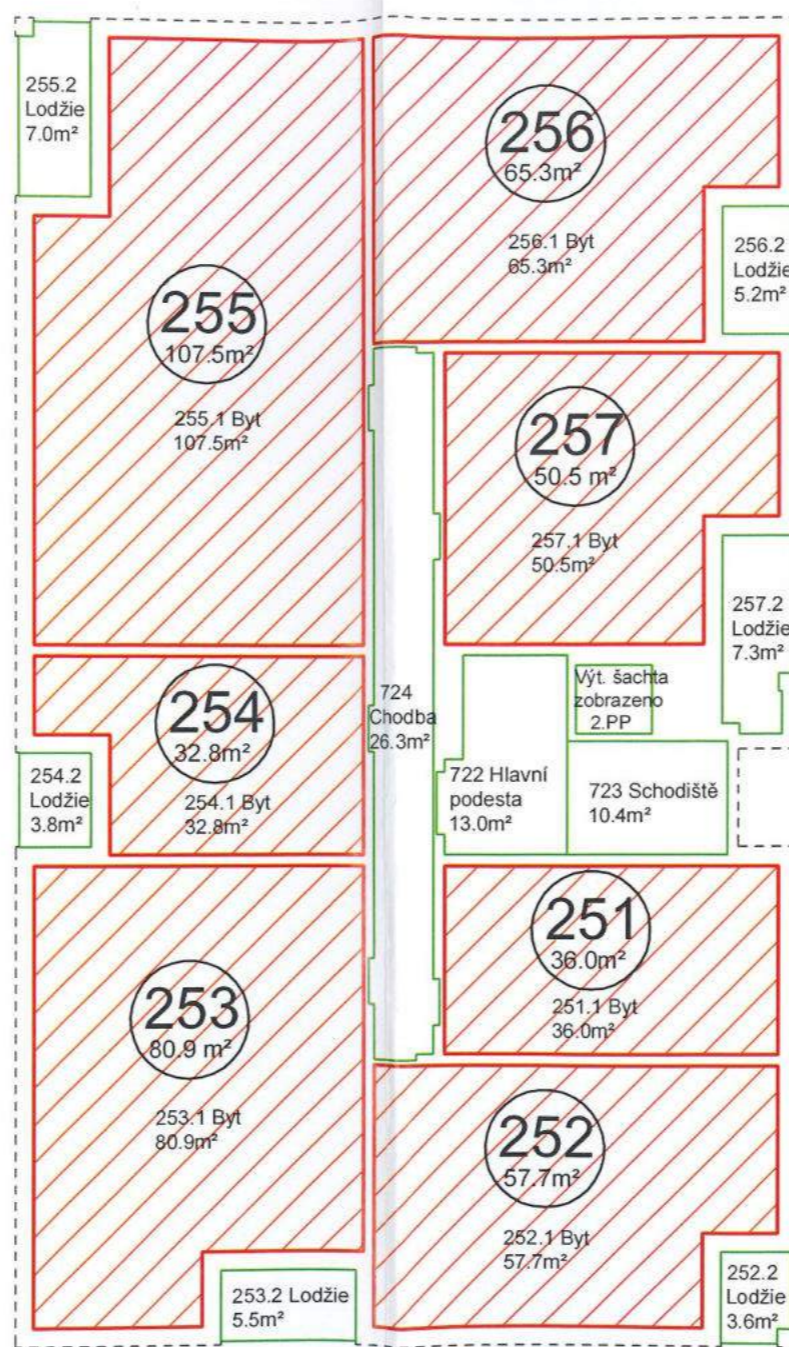 255.2
Lodžie
7.0m²
256
65.3m²
256.1 Byt
65.3m²
256.2
Lodžie
5.2m²
255
107.5m²
255.1 Byt
107.5m²
257
50.5 m²
257.1 Byt
50.5m²
257.2
Lodžie
7.3m²
254
32.8m²
254.1 Byt
32.8m²
254.2
Lodžie
3.8m²
724
Chodba
26.3m²
Výt. šachta
zobrazeno
2.PP
722 Hlavní
podesta
13.0m²
723 Schodiště
10.4m²
251
36.0m²
251.1 Byt
36.0m²
253
80.9 m²
253.1 Byt
80.9m²
252
57.7m²
252.1 Byt
57.7m²
253.2 Lodžie
5.5m²
252.2
Lodžie
3.6m²